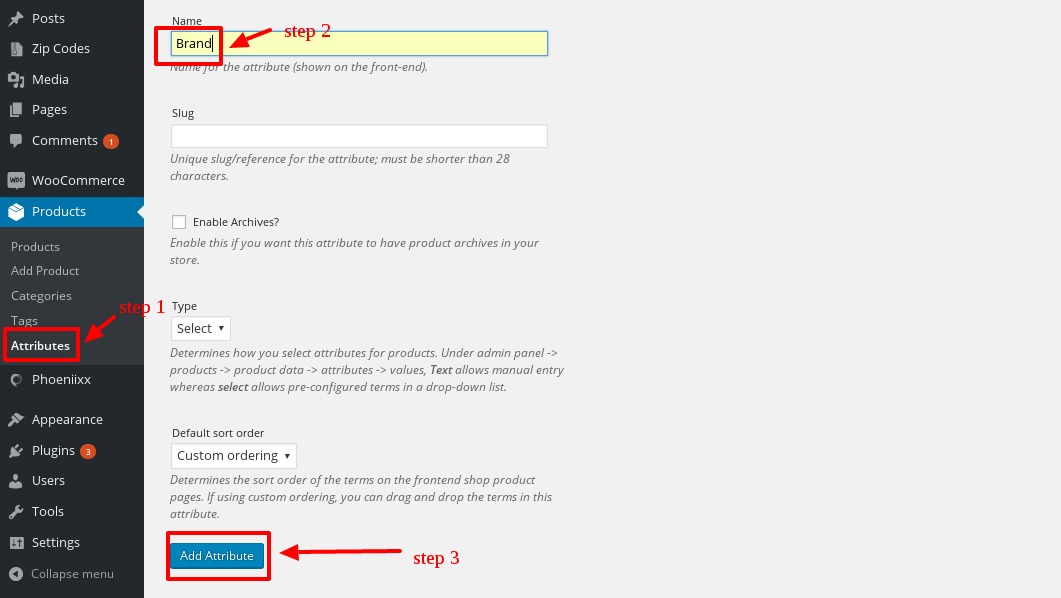 Posts
Zip Codes
Media
Pages
Comments 1
WOO WooCommerce
Products
Products
Add Product
Categories
Tags
Attributes
Phoeniixx
Appearance
Plugins 3
Users
Tools
Settings
Collapse menu
step 1
Name
step 2
Brand
Name for the attribute (shown on the front-end).
Slug
Unique slug/reference for the attribute; must be shorter than 28
characters.
Enable Archives?
Enable this if you want this attribute to have product archives in your
store.
Type
Select
Determines how you select attributes for products. Under admin panel ->
products -> product data -> attributes -> values, Text allows manual entry
whereas select allows pre-configured terms in a drop-down list.
Default sort order
Custom ordering
Determines the sort order of the terms on the frontend shop product
pages. If using custom ordering, you can drag and drop the terms in this
attribute.
Add Attribute
step 3